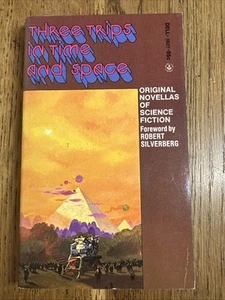 THREE TRIPS
IN TIME
AND SPACE
ORIGINAL
NOVELLAS
OF
SCIENCE
FICTION
Foreword by
ROBERT
SILVERBERG